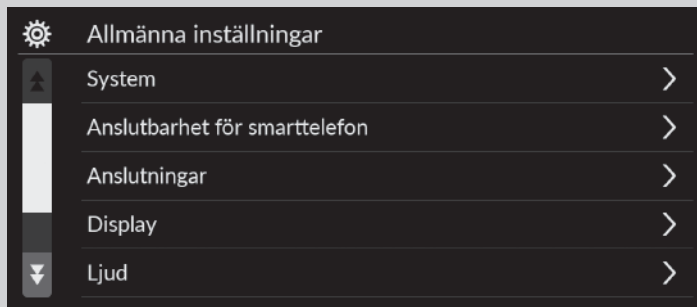 Allmänna inställningar
System
Anslutbarhet för smarttelefon
Anslutningar
Display
Ljud